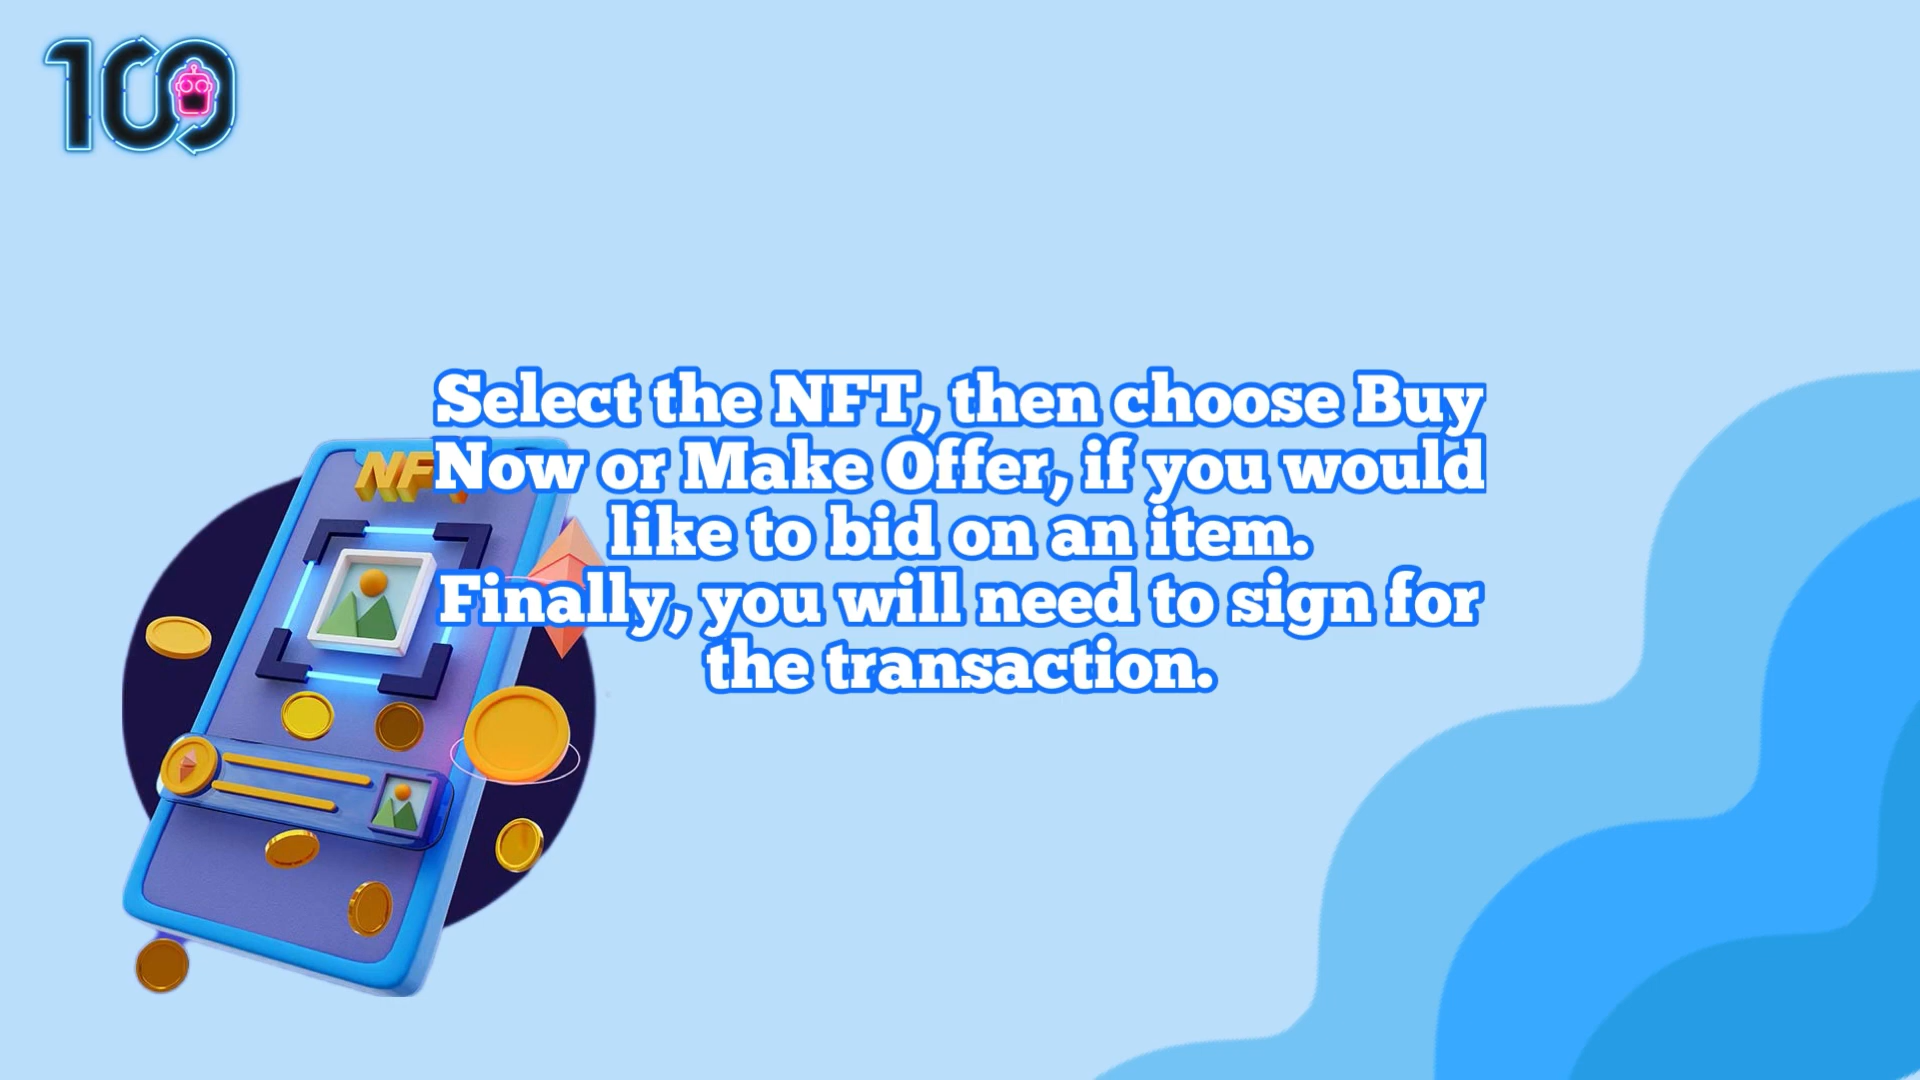 100
Select the NFT, then choose Buy
NF
Now or Make Offer, if you would
like to bid on an item.
Finally, you will need to sign for
the transaction.